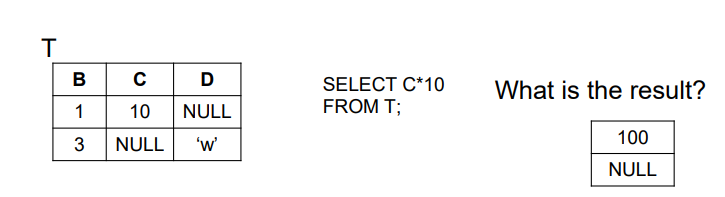 T
B C D
1 10 NULL
3 NULL ‘w’
SELECT C*10
FROM T;
What is the result?
100
NULL